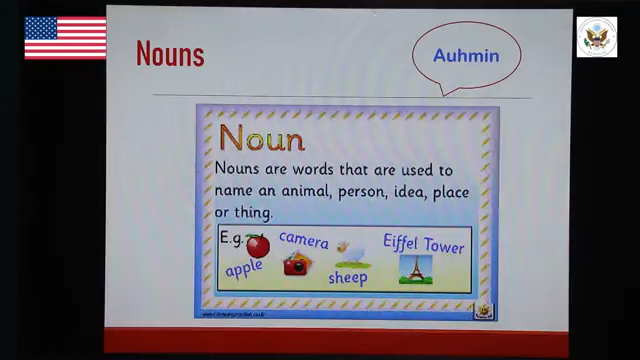 Nouns
Auhmin
Noun
Nouns are words that are used to
name an animal, person, idea, place
or thing.
E.g.
apple
camera
sheep
Eiffel Tower